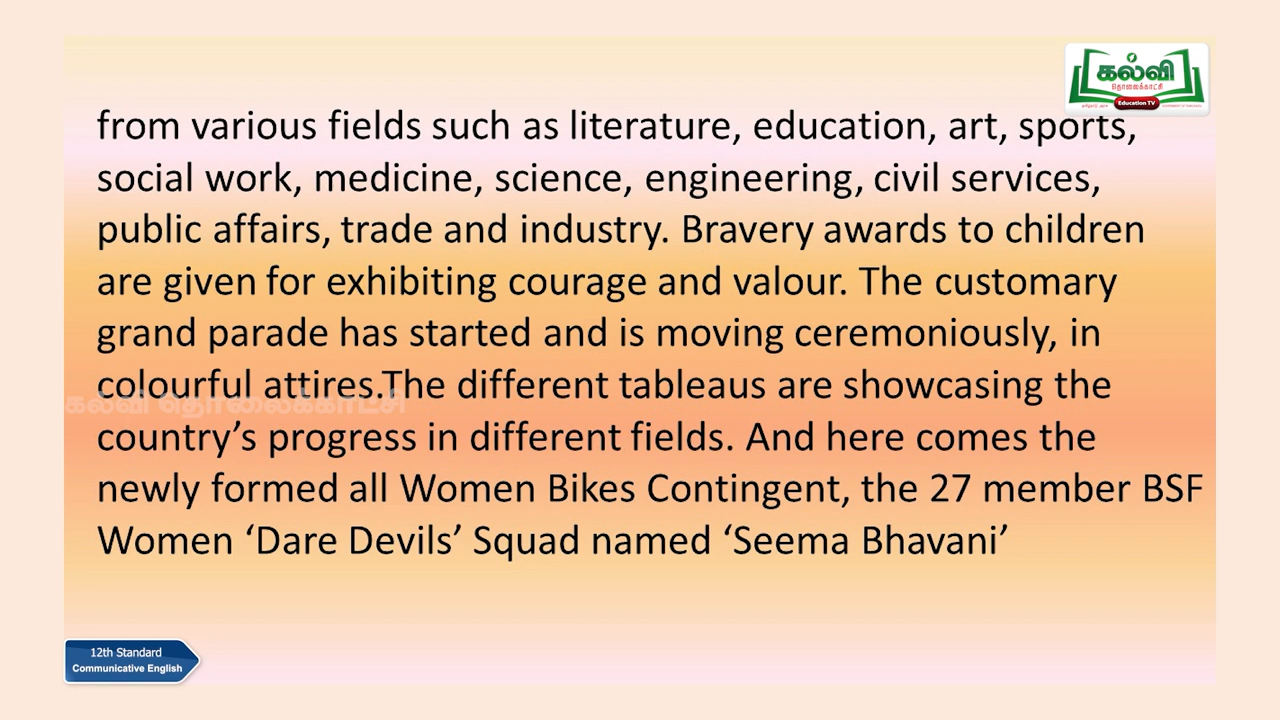 கல்வி
தொலைக்காட்சி
Education TV
from various fields such as literature, education, art, sports,
social work, medicine, science, engineering, civil services,
public affairs, trade and industry. Bravery awards to children
are given for exhibiting courage and valour. The customary
grand parade has started and is moving ceremoniously, in
colourful attires.The different tableaus are showcasing the
கல்வி தொலைக்காட்சி
country’s progress in different fields. And here comes the
newly formed all Women Bikes Contingent, the 27 member BSF
Women ‘Dare Devils’ Squad named ‘Seema Bhavani’
12th Standard
Communicative English